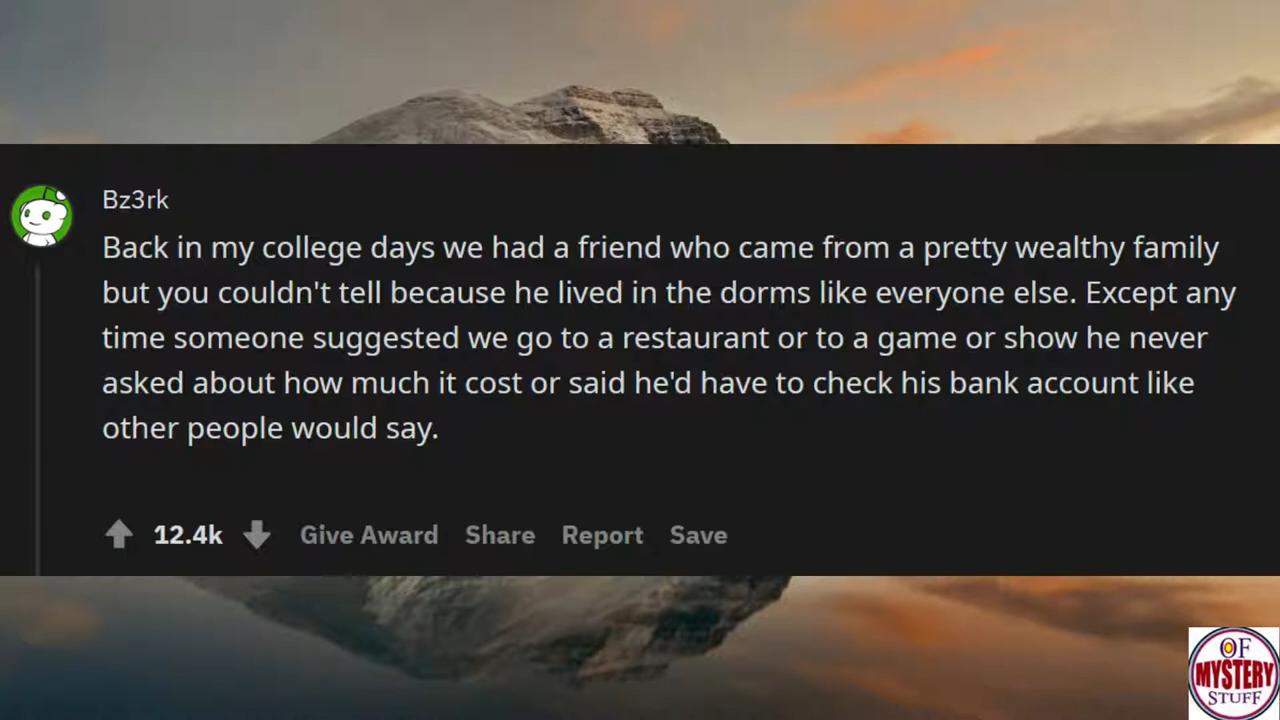 Bz3rk
Back in my college days we had a friend who came from a pretty wealthy family
but you couldn't tell because he lived in the dorms like everyone else. Except any
time someone suggested we go to a restaurant or to a game or show he never
asked about how much it cost or said he'd have to check his bank account like
other people would say.
12.4k Give Award Share Report Save
OF
MYSTERY
STUFF